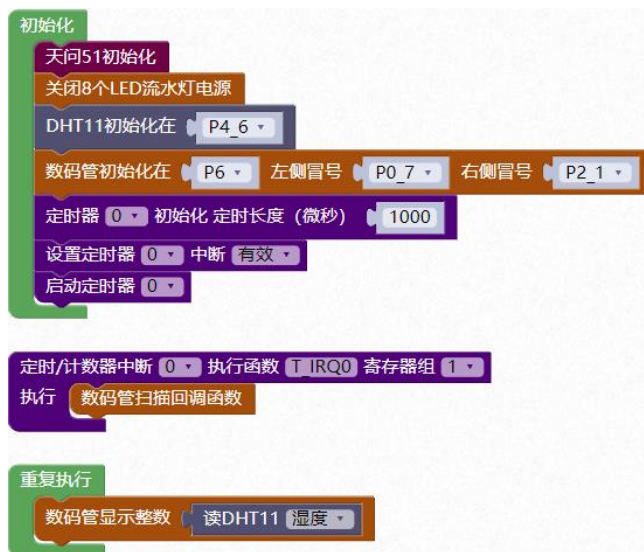 初始化
天问51初始化
关闭8个LED流水灯电源
DHT11初始化在 P4_6
数码管初始化在 P6 左侧冒号 P0_7 右侧冒号 P2_1
定时器 0 初始化 定时长度（微秒） 1000
设置定时器 0 中断 有效
启动定时器 0
定时/计数器中断 0 执行函数 T_IRQ0 寄存器组 1
执行 数码管扫描回调函数
重复执行
数码管显示整数 读DHT11 湿度